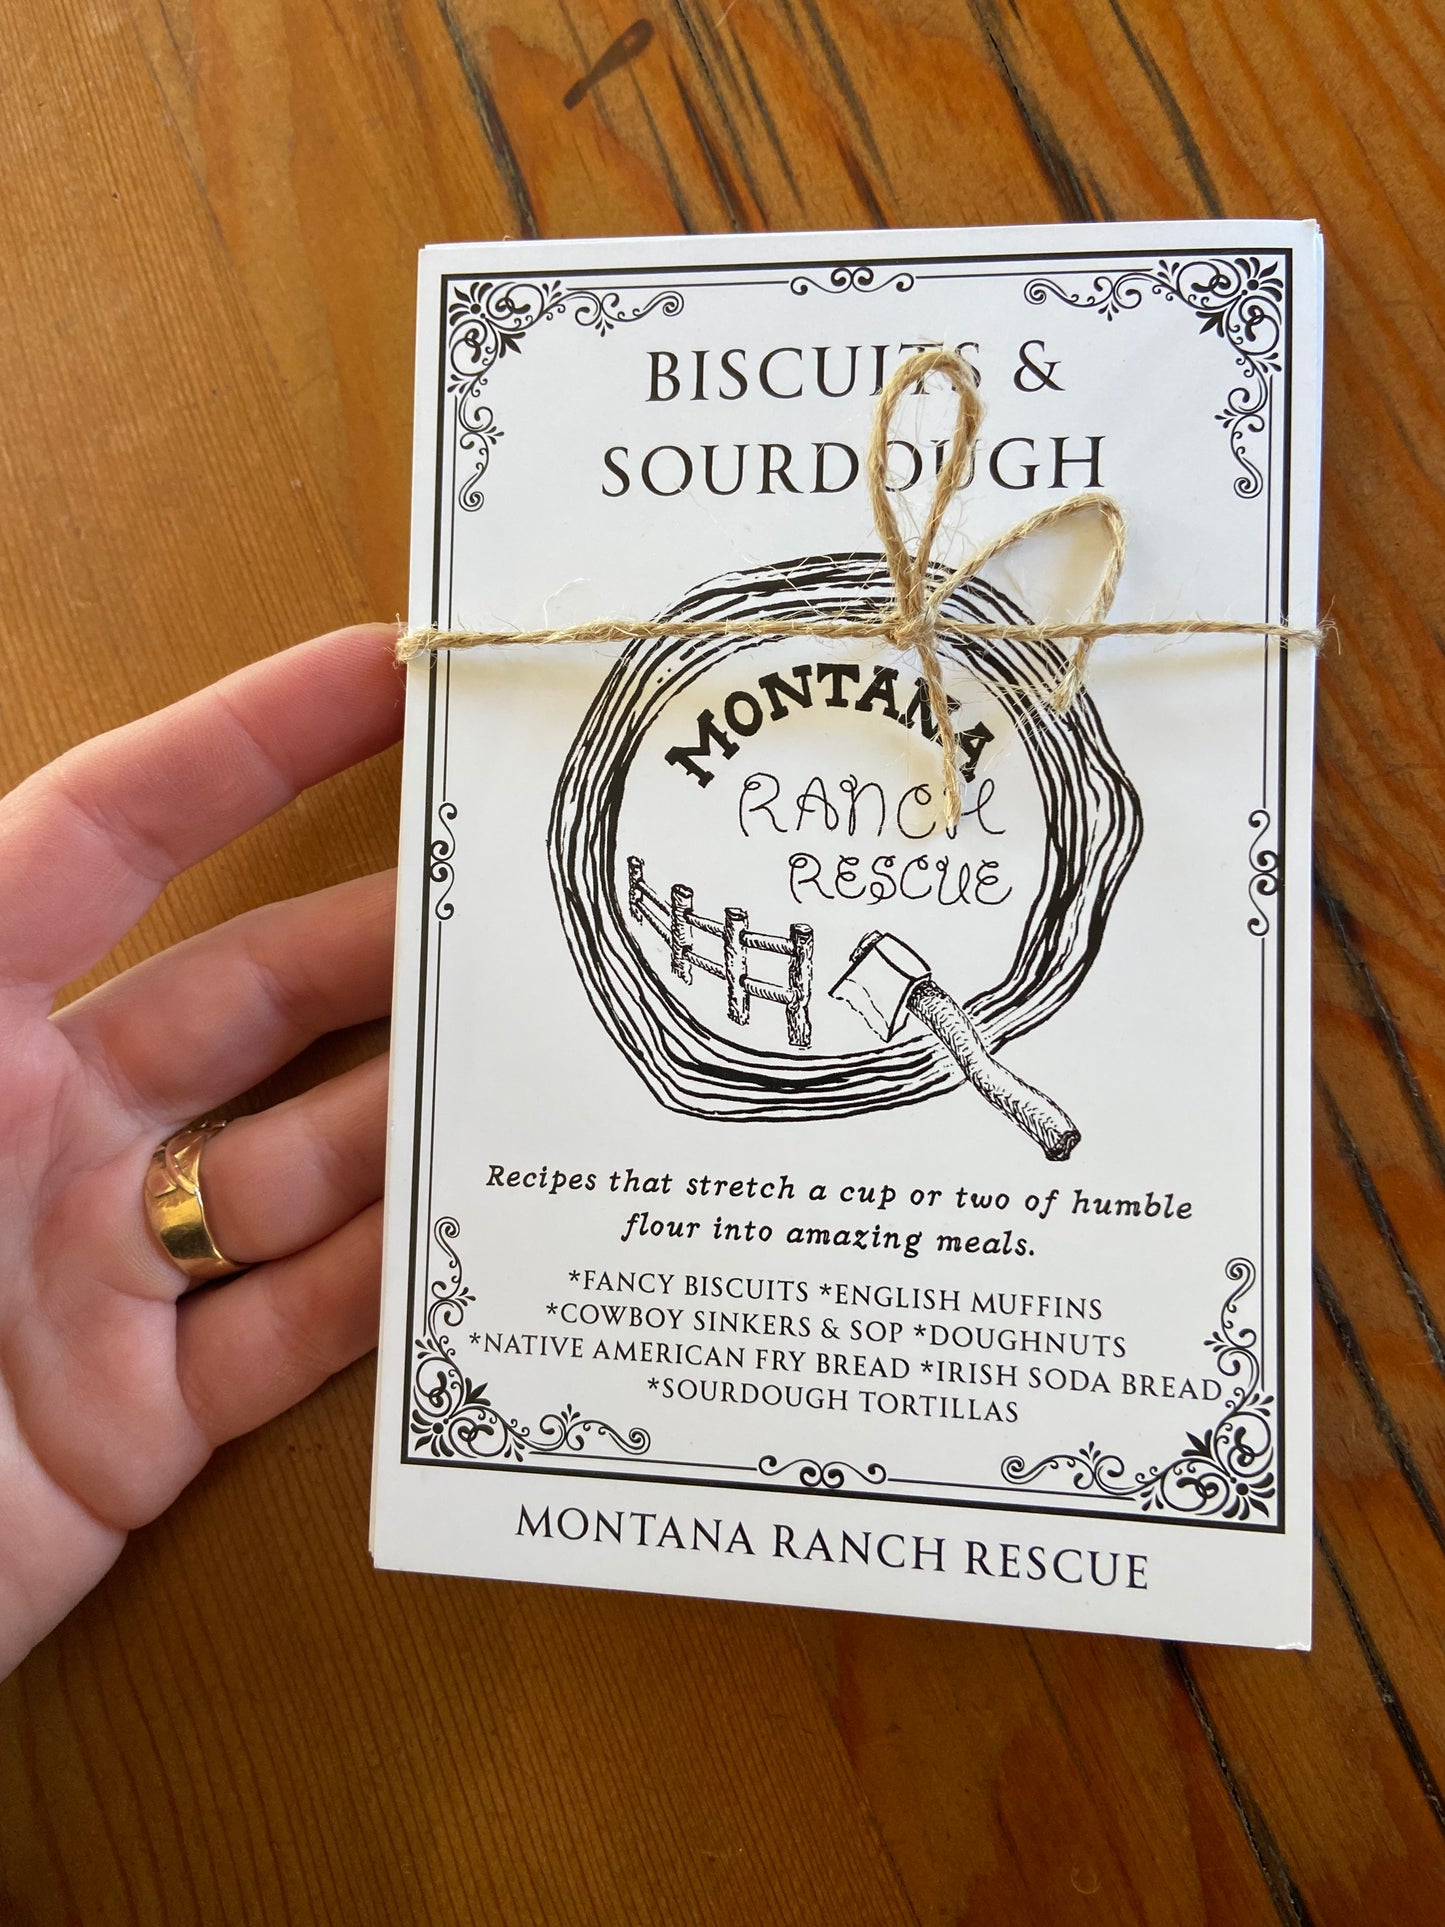 BISCUITS &
SOURDOUGH
MONTANA
RANCH
RESCUE
Recipes that stretch a cup or two of humble
flour into amazing meals.
*FANCY BISCUITS *ENGLISH MUFFINS
*COWBOY SINKERS & SOP *DOUGHNUTS
*NATIVE AMERICAN FRY BREAD *IRISH SODA BREAD
*SOURDOUGH TORTILLAS
MONTANA RANCH RESCUE